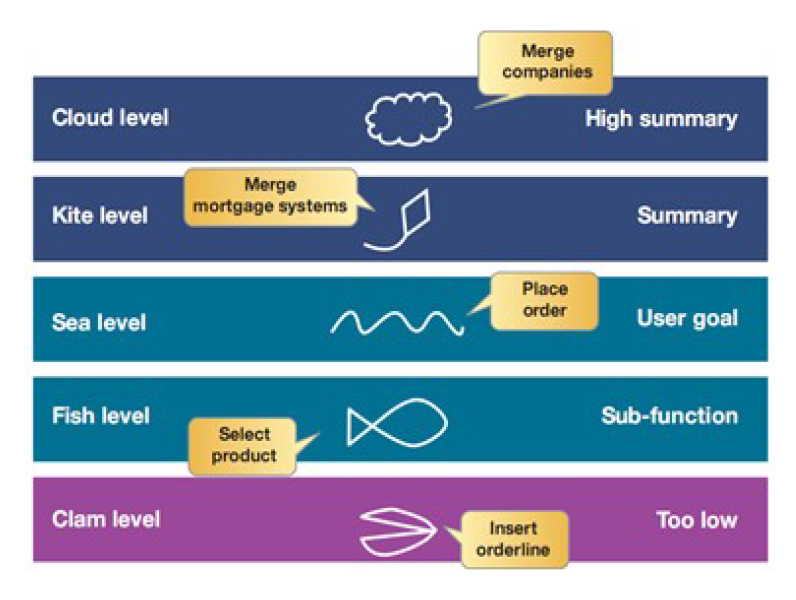 Merge
companies
Cloud level
High summary
Merge
mortgage systems
Kite level
Summary
Place
order
Sea level
User goal
Fish level
Sub-function
Select
product
Clam level
Too low
Insert
orderline